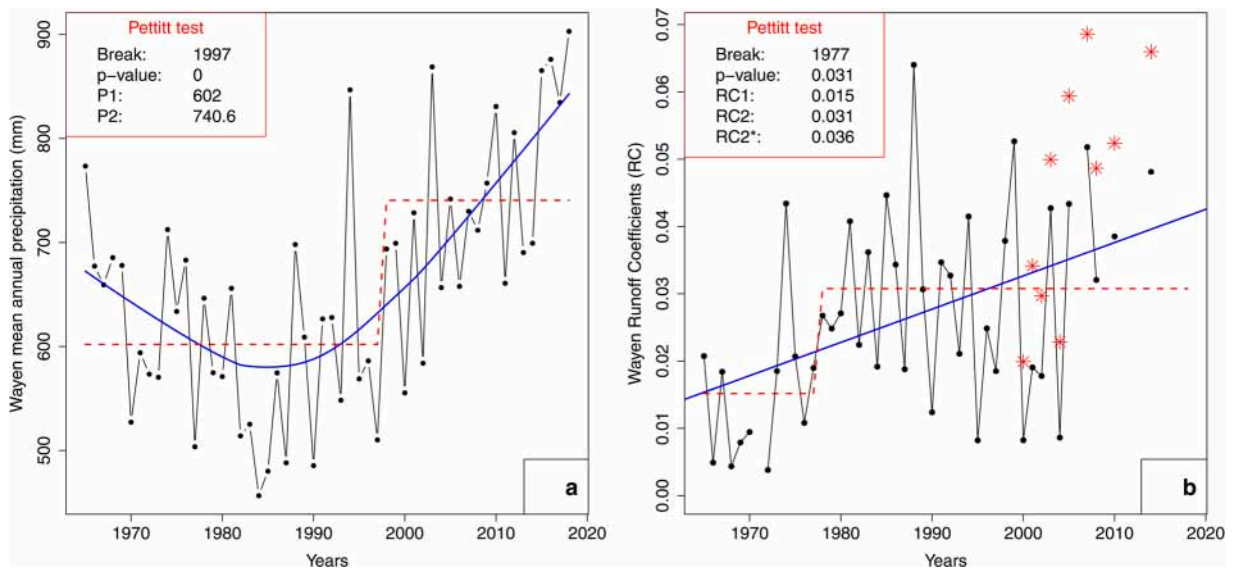 Pettitt test
Break: 1997
p-value: 0
P1: 602
P2: 740.6
Wayen mean annual precipitation (mm)
900
800
700
600
500
1970 1980 1990 2000 2010 2020
Years
a
Pettitt test
Break: 1977
p-value: 0.031
RC1: 0.015
RC2: 0.031
RC2*: 0.036
Wayen Runoff Coefficients (RC)
0.07
0.06
0.05
0.04
0.03
0.02
0.01
0.00
1970 1980 1990 2000 2010 2020
Years
b